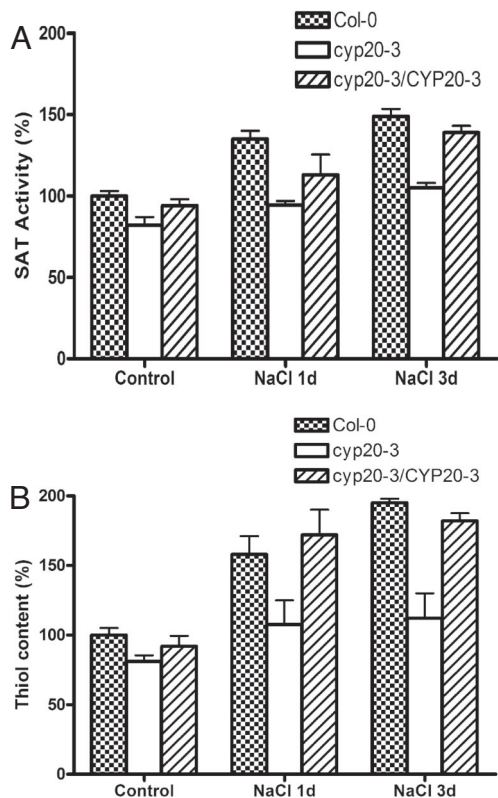 A
Col-0
cyp20-3
cyp20-3/CYP20-3
SAT Activity (%)
200
150
100
50
0
Control
NaCl 1d
NaCl 3d
B
Col-0
cyp20-3
cyp20-3/CYP20-3
Thiol content (%)
200
150
100
50
0
Control
NaCl 1d
NaCl 3d